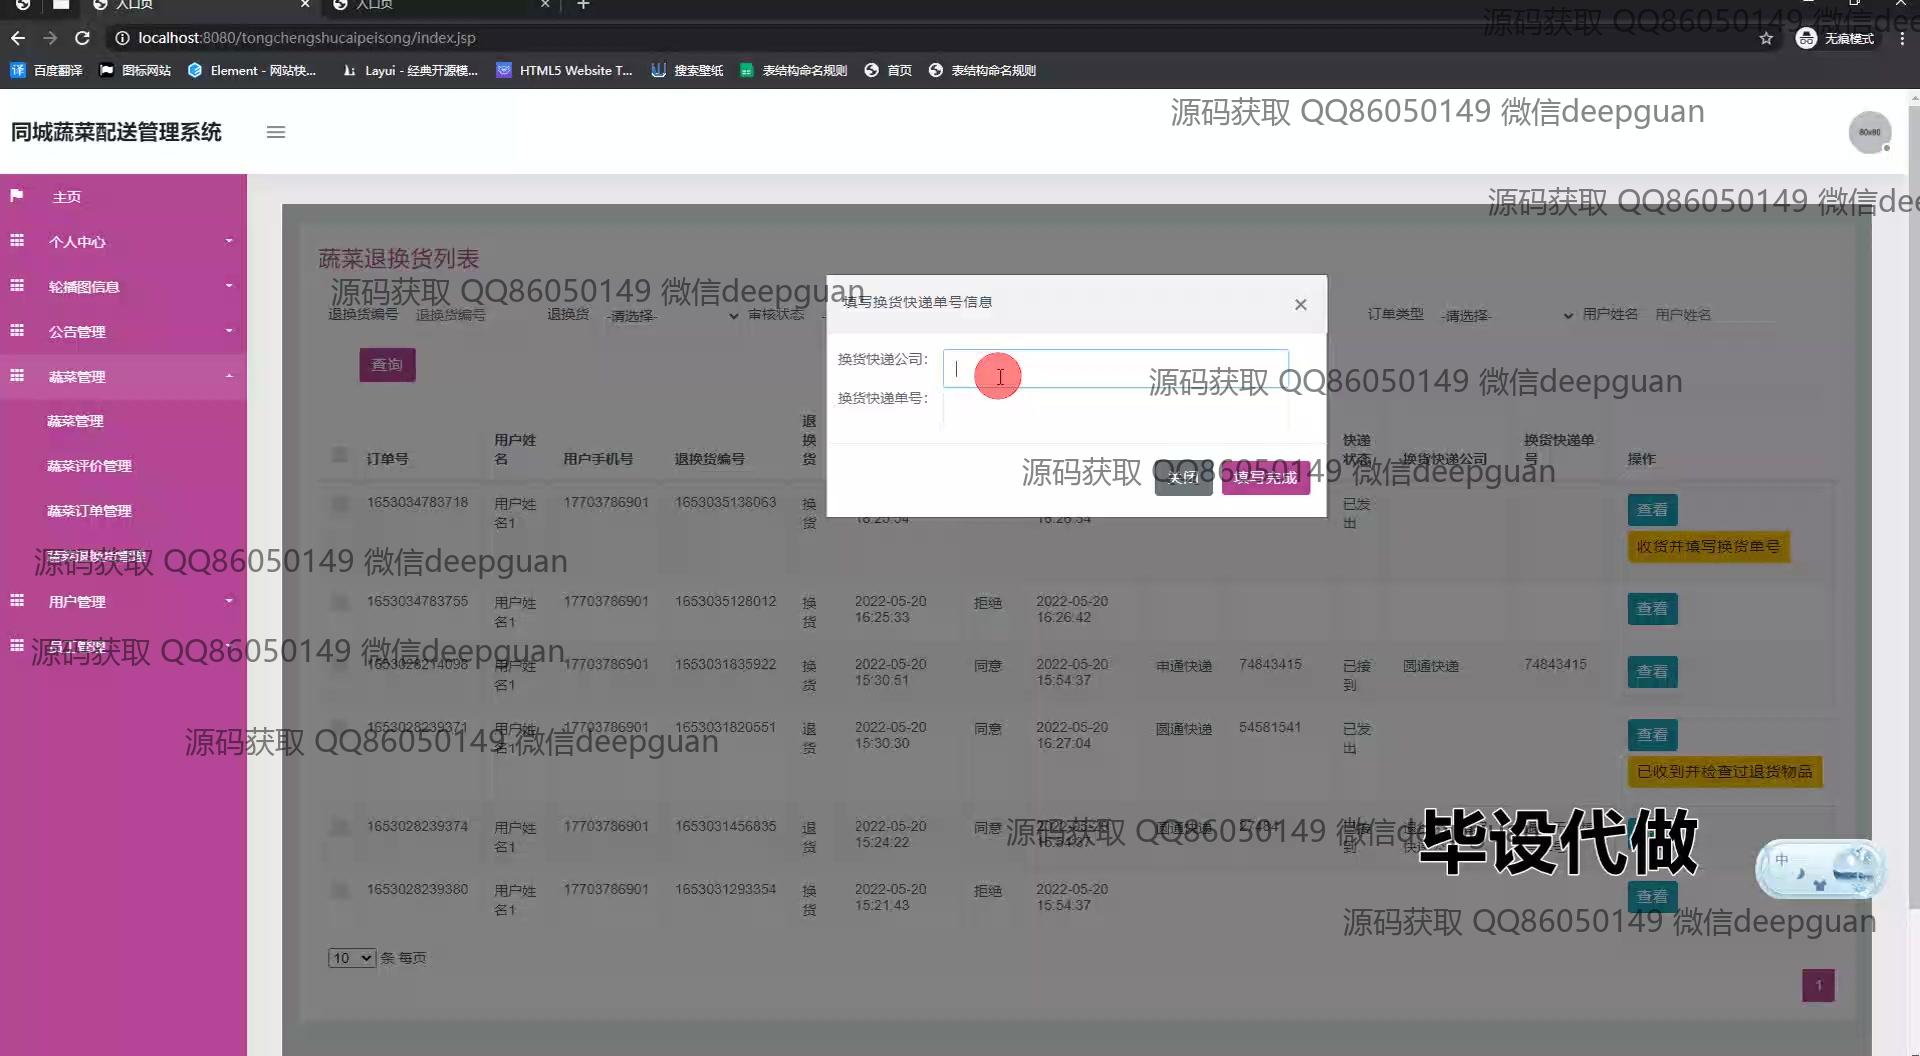 入口页
入口页
localhost:8080/tongchengshucaipeisong/index.jsp
无痕模式
百度翻译
图标网站
Element - 网站快...
Layui - 经典开源模...
HTML5 Website T...
搜索壁纸
表结构命名规则
首页
表结构命名规则
源码获取 QQ86050149 微信dee
同城蔬菜配送管理系统
源码获取 QQ86050149 微信deepguan
80x80
主页
个人中心
轮播图信息
公告管理
蔬菜管理
蔬菜管理
蔬菜评价管理
蔬菜订单管理
蔬菜退换货管理
用户管理
员工管理
源码获取 QQ86050149 微信dee
蔬菜退换货列表
源码获取 QQ86050149 微信deepguan
退换货编号 退换货编号 退换货 -请选择- 审核状态
订单类型 -请选择- 用户姓名 用户姓名
查询
填写换货快递单号信息
×
换货快递公司：
换货快递单号：
关闭 填写完成
源码获取 QQ86050149 微信deepguan
源码获取 QQ86050149 微信deepguan
订单号 用户姓名 用户手机号 退换货编号 退换货 快递状态 换货快递公司 换货快递单号 操作
1653034783718 用户姓名1 17703786901 1653035138063 换货 16:25:54 16:26:54 已发出 查看
收货并填写换货单号
源码获取 QQ86050149 微信deepguan
1653034783755 用户姓名1 17703786901 1653035128012 换货 2022-05-20 16:25:33 拒绝 2022-05-20 16:26:42 查看
源码获取 QQ86050149 微信deepguan
1653028214098 用户姓名1 17703786901 1653031835922 换货 2022-05-20 15:30:51 同意 2022-05-20 15:54:37 申通快递 74843415 已接到 圆通快递 74843415 查看
1653028239371 用户姓名1 17703786901 1653031820551 退货 2022-05-20 15:30:30 同意 2022-05-20 16:27:04 圆通快递 54581541 已发出 查看
已收到并检查过退货物品
源码获取 QQ86050149 微信deepguan
1653028239374 用户姓名1 17703786901 1653031456835 退货 2022-05-20 15:24:22 同意
源码获取 QQ86050149 微信de
毕设代做
中
1653028239380 用户姓名1 17703786901 1653031293354 换货 2022-05-20 15:21:43 拒绝 2022-05-20 15:54:37 查看
源码获取 QQ86050149 微信deepguan
10 条 每页
1